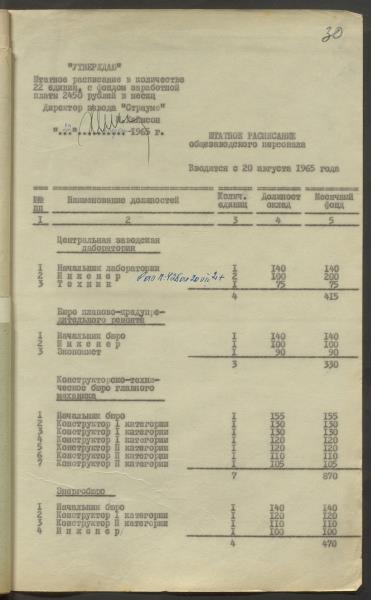 30
"УТВЕРЖДАЮ"
Штатное расписание в количестве
22 единиц, с фондом заработной
платы 2450 рублей в месяц
Директор завода "Страуме"
1965 г.
ШТАТНОЕ РАСПИСАНИЕ
общезаводского персонала
Вводится с 20 августа 1965 года
№№ пп Наименование должностей Колич. единиц Должност оклад Месячный фонд
1 2 3 4 5
Центральная заводская
лаборатория
1 Начальник лаборатории 1 140 140
2 И н ж е н е р 2 100 200
3 Т е х н и к 1 75 75
4 415
Бюро планово-предупре-
дительного ремонта
1 Начальник бюро 1 140 140
2 И н ж е н е р 1 100 100
3 Экономист 1 90 90
3 330
Конструкторско-техни-
ческое бюро главного
механика
1 Начальник бюро 1 155 155
2 Конструктор I категории 1 130 130
3 Конструктор I категории 1 130 130
4 Конструктор I категории 1 120 120
5 Конструктор II категории 1 120 120
6 Конструктор II категории 1 110 110
7 Конструктор II категории 1 105 105
7 870
Энергобюро
1 Начальник бюро 1 140 140
2 Конструктор I категории 1 120 120
3 Конструктор II категории 1 110 110
4 И н ж е н е р 1 100 100
4 470